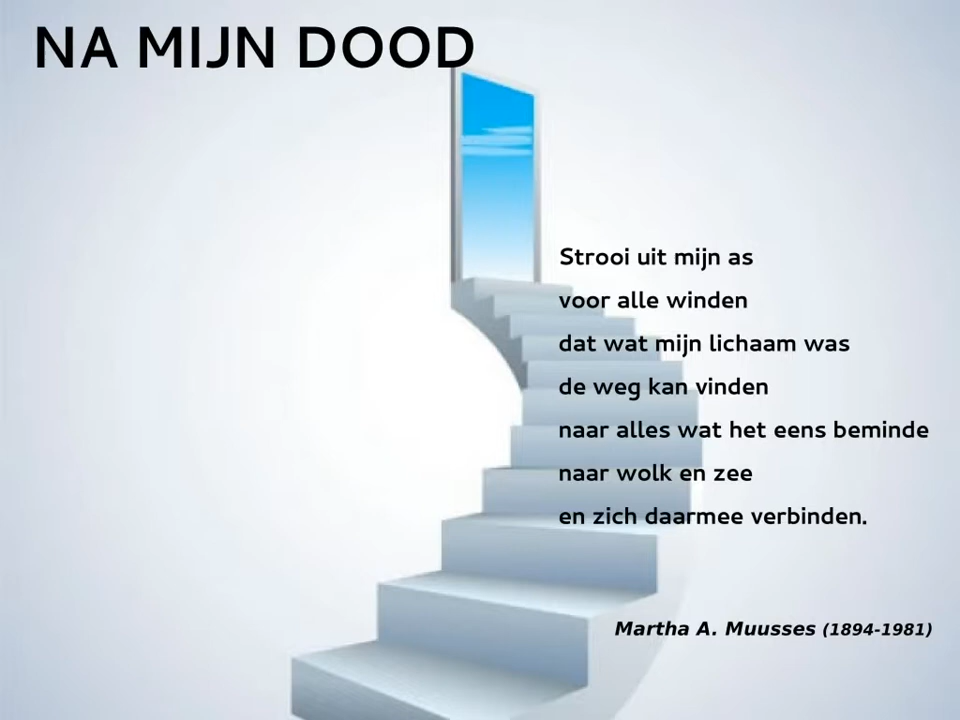 NA MIJN DOOD
Strooi uit mijn as
voor alle winden
dat wat mijn lichaam was
de weg kan vinden
naar alles wat het eens beminde
naar wolk en zee
en zich daarmee verbinden.
Martha A. Muusses (1894-1981)